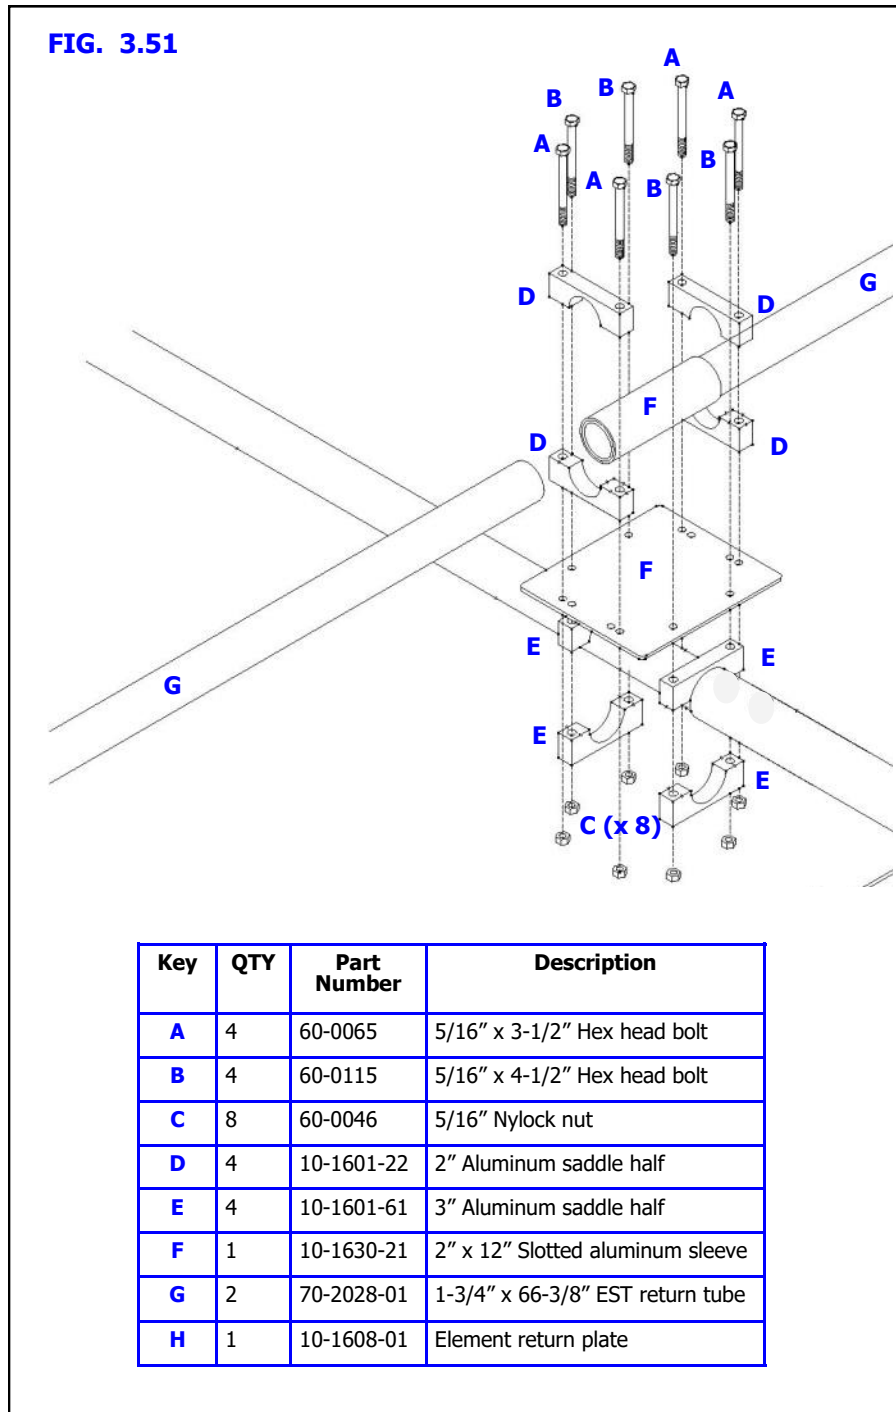 FIG. 3.51
A
B
B
A
A
B
A
B
D
D
G
F
D
D
F
E
E
G
E
E
C (x 8)
Key QTY Part Number Description
A 4 60-0065 5/16″ x 3-1/2″ Hex head bolt
B 4 60-0115 5/16″ x 4-1/2″ Hex head bolt
C 8 60-0046 5/16″ Nylock nut
D 4 10-1601-22 2″ Aluminum saddle half
E 4 10-1601-61 3″ Aluminum saddle half
F 1 10-1630-21 2″ x 12″ Slotted aluminum sleeve
G 2 70-2028-01 1-3/4″ x 66-3/8″ EST return tube
H 1 10-1608-01 Element return plate